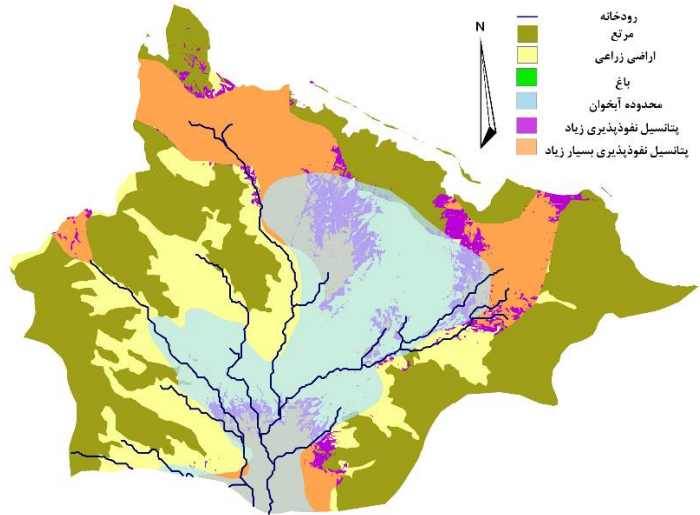 N
رودخانه
مرتع
اراضی زراعی
باغ
محدوده آبخوان
پتانسیل نفوذپذیری زیاد
پتانسیل نفوذپذیری بسیار زیاد